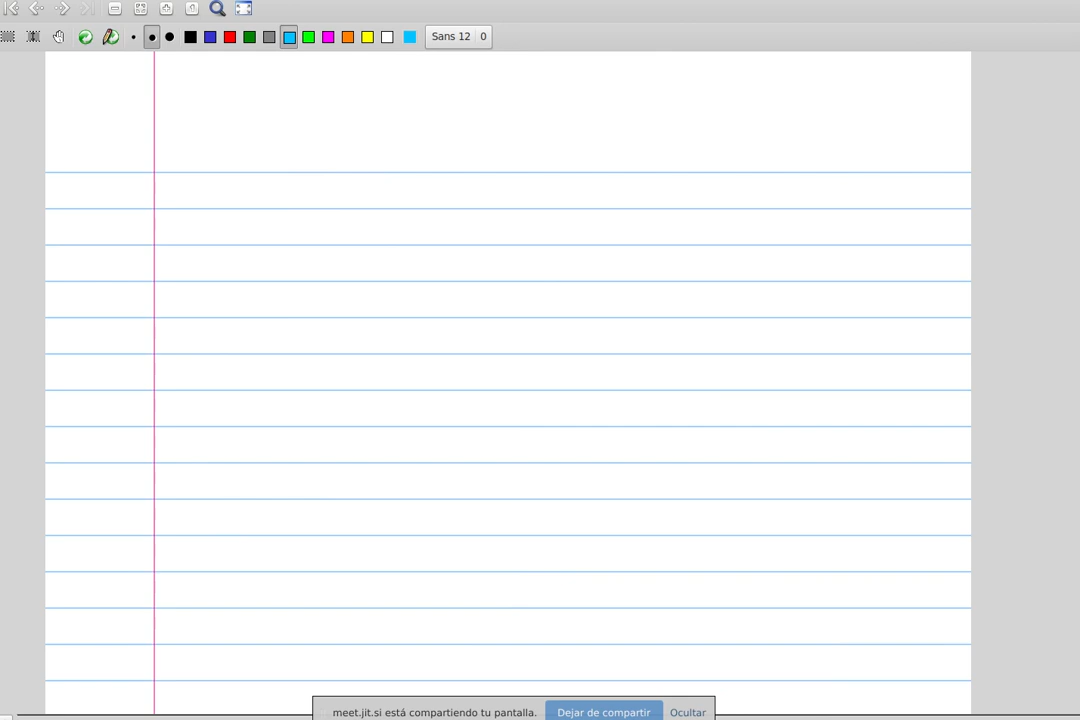 Sans 12 0
meet.jit.si está compartiendo tu pantalla. Dejar de compartir Ocultar